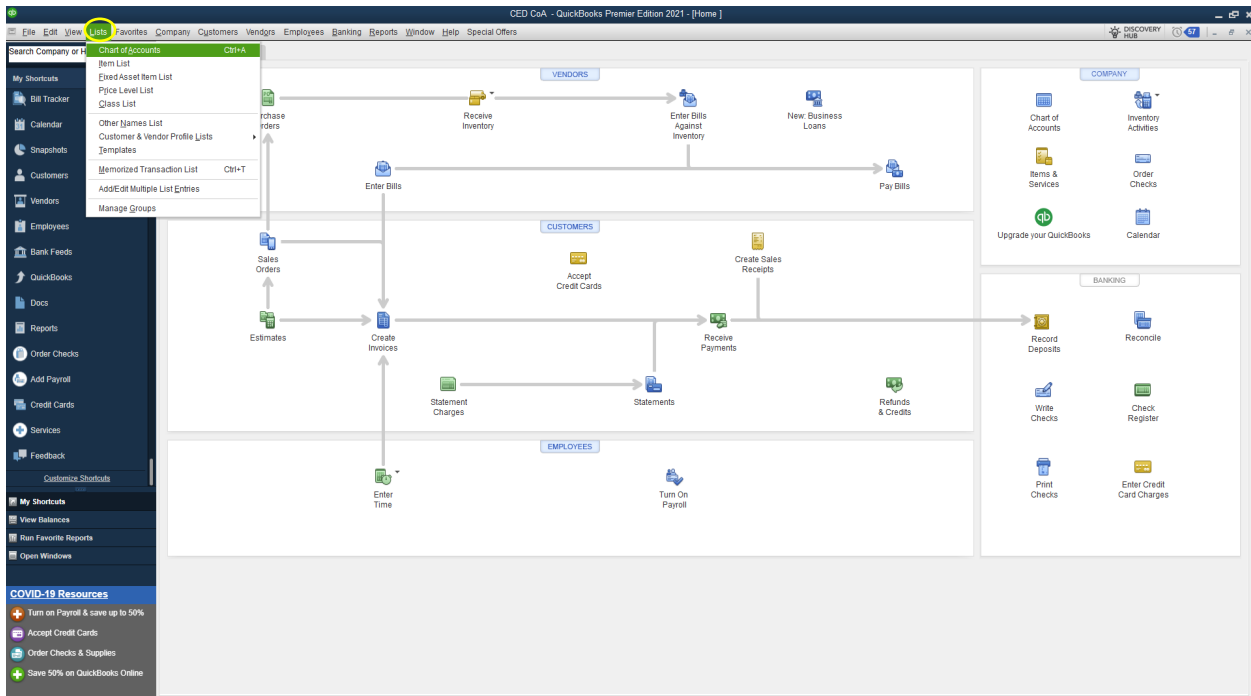 CED CoA - QuickBooks Premier Edition 2021 - [Home ]
File Edit View Lists Favorites Company Customers Vendors Employees Banking Reports Window Help Special Offers
DISCOVERY
HUB
57
Search Company or H
Chart of Accounts Ctrl+A
Item List
Fixed Asset Item List
Price Level List
Class List
Other Names List
Customer & Vendor Profile Lists
Templates
Memorized Transaction List Ctrl+T
Add/Edit Multiple List Entries
Manage Groups
My Shortcuts
Bill Tracker
Calendar
Snapshots
Customers
Vendors
Employees
Bank Feeds
QuickBooks
Docs
Reports
Order Checks
Add Payroll
Credit Cards
Services
Feedback
Customize Shortcuts
My Shortcuts
View Balances
Run Favorite Reports
Open Windows
COVID-19 Resources
Turn on Payroll & save up to 50%
Accept Credit Cards
Order Checks & Supplies
Save 50% on QuickBooks Online
VENDORS
rchase
rders
Receive
Inventory
Enter Bills
Against
Inventory
New: Business
Loans
Enter Bills
Pay Bills
CUSTOMERS
Sales
Orders
Accept
Credit Cards
Create Sales
Receipts
Estimates
Create
Invoices
Receive
Payments
Statement
Charges
Statements
Refunds
& Credits
EMPLOYEES
Enter
Time
Turn On
Payroll
COMPANY
Chart of
Accounts
Inventory
Activities
Items &
Services
Order
Checks
qb
Upgrade your QuickBooks
Calendar
BANKING
Record
Deposits
Reconcile
Write
Checks
Check
Register
Print
Checks
Enter Credit
Card Charges